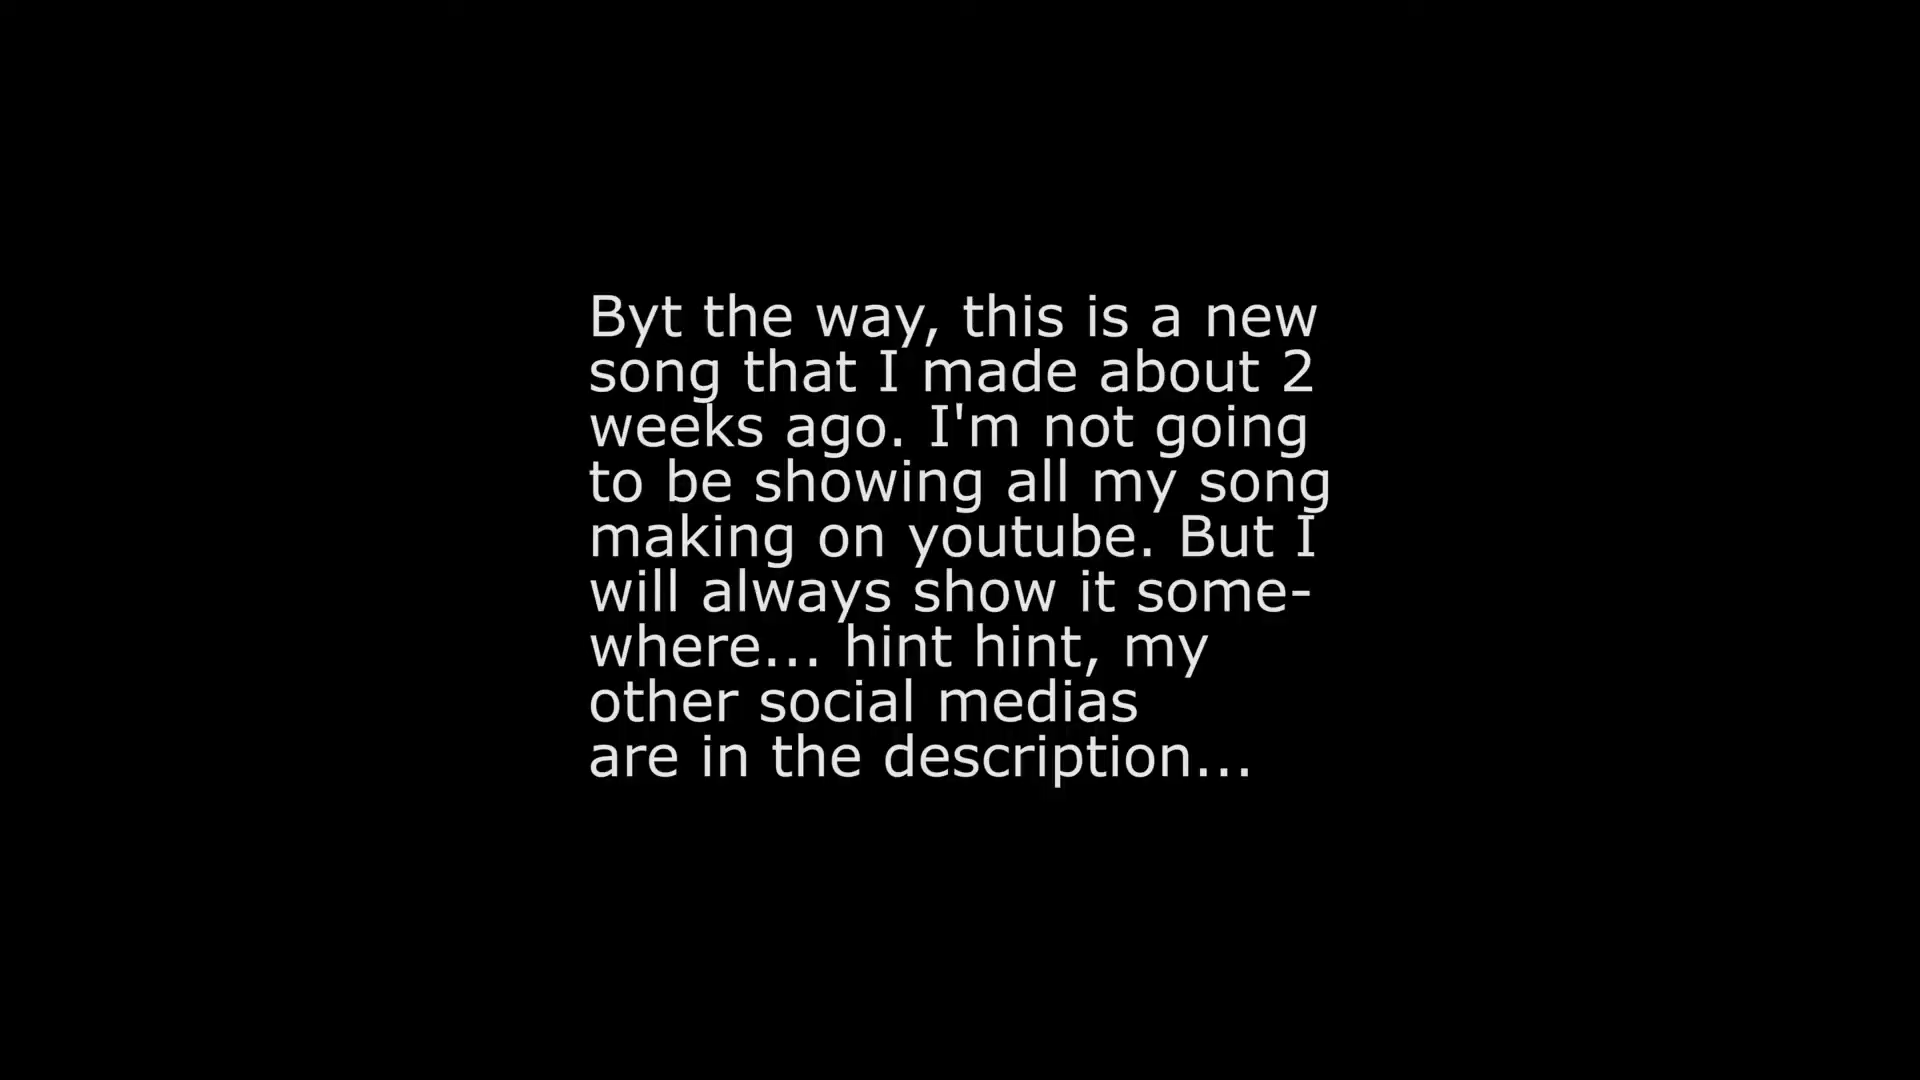 Byt the way, this is a new
song that I made about 2
weeks ago. I'm not going
to be showing all my song
making on youtube. But I
will always show it some-
where... hint hint, my
other social medias
are in the description...